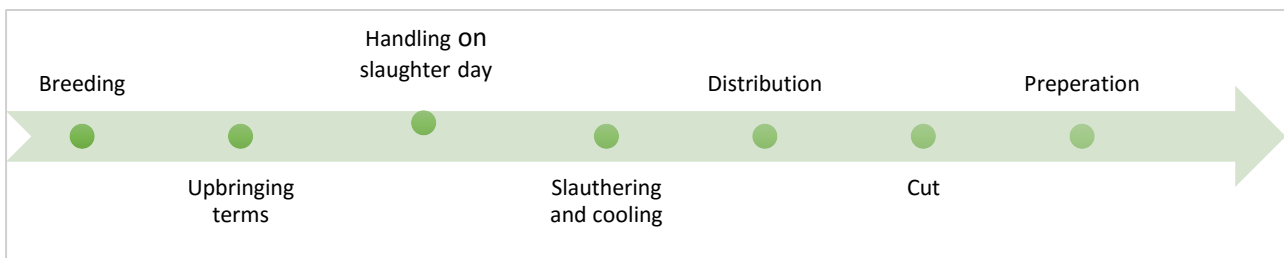 Breeding
Upbringing
terms
Handling on
slaughter day
Slauthering
and cooling
Distribution
Cut
Preperation